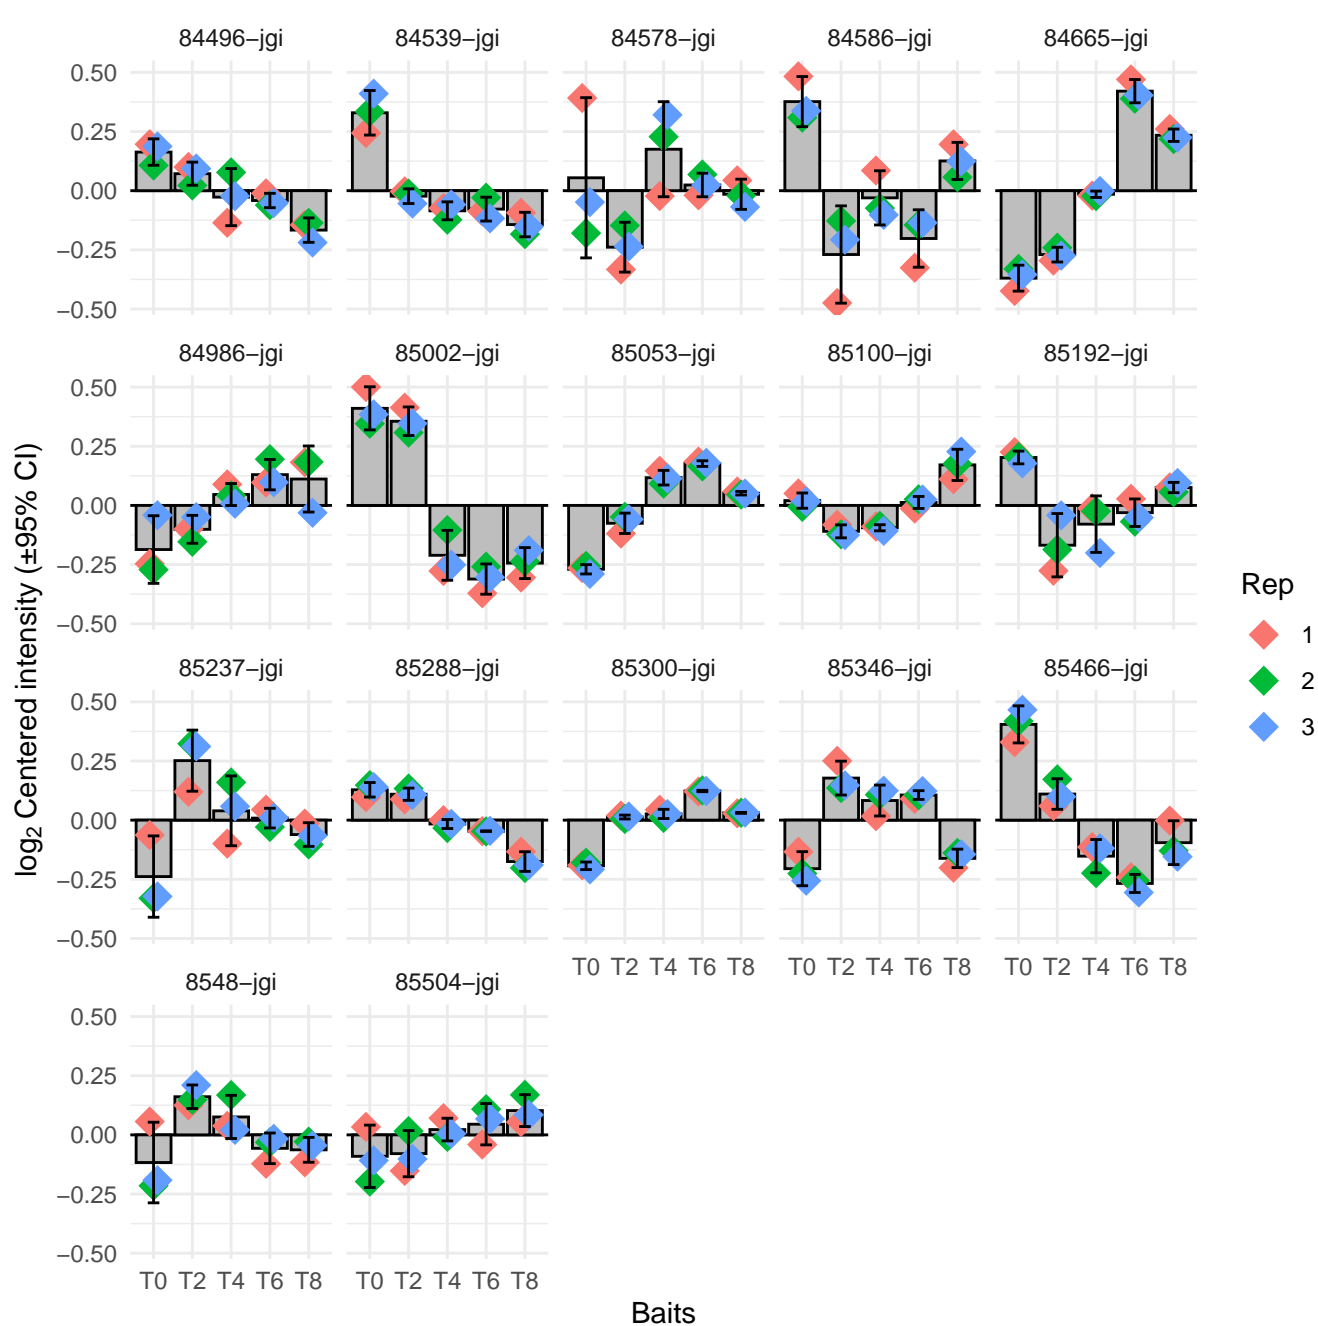 84496−jgi 84539−jgi 84578−jgi 84586−jgi 84665−jgi
0.50
0.25
0.00
−0.25
−0.50
84986−jgi 85002−jgi 85053−jgi 85100−jgi 85192−jgi
0.50
0.25
0.00
−0.25
−0.50
85237−jgi 85288−jgi 85300−jgi 85346−jgi 85466−jgi
0.50
0.25
0.00
−0.25
−0.50
T0 T2 T4 T6 T8 T0 T2 T4 T6 T8 T0 T2 T4 T6 T8
8548−jgi 85504−jgi
0.50
0.25
0.00
−0.25
−0.50
T0 T2 T4 T6 T8 T0 T2 T4 T6 T8
Baits
log₂ Centered intensity (±95% CI)
Rep
1
2
3